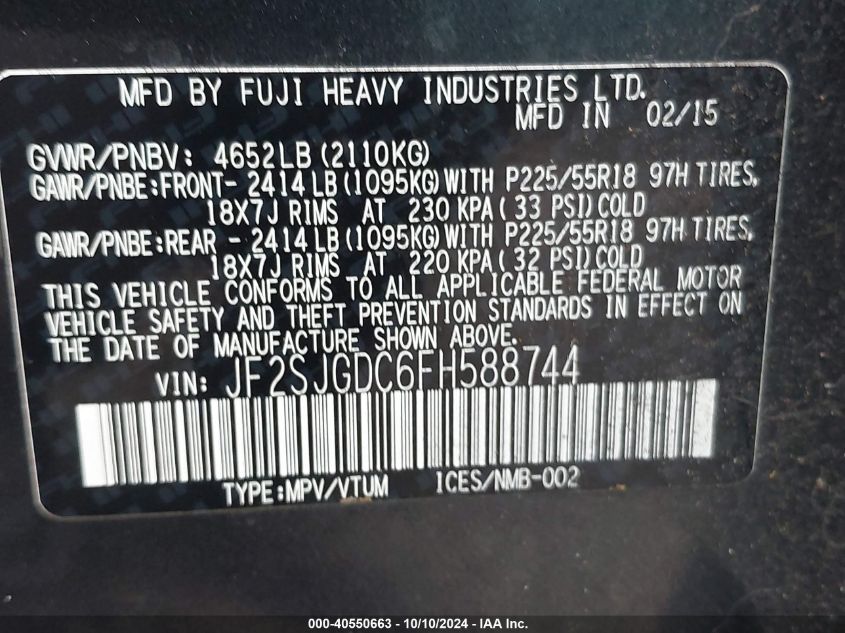 MFD BY FUJI HEAVY INDUSTRIES LTD.
MFD IN 02/15
GVWR/PNBV: 4652LB(2110KG)
GAWR/PNBE:FRONT- 2414LB(1095KG)WITH P225/55R18 97H TIRES,
18X7J RIMS AT 230 KPA(33 PSI)COLD
GAWR/PNBE:REAR - 2414LB(1095KG)WITH P225/55R18 97H TIRES,
18X7J RIMS AT 220 KPA(32 PSI)COLD
THIS VEHICLE CONFORMS TO ALL APPLICABLE FEDERAL MOTOR
VEHICLE SAFETY AND THEFT PREVENTION STANDARDS IN EFFECT ON
THE DATE OF MANUFACTURE SHOWN ABOVE.
VIN: JF2SJGDC6FH588744
TYPE:MPV/VTUM ICES/NMB-002
000-40550663 - 10/10/2024 - IAA Inc.